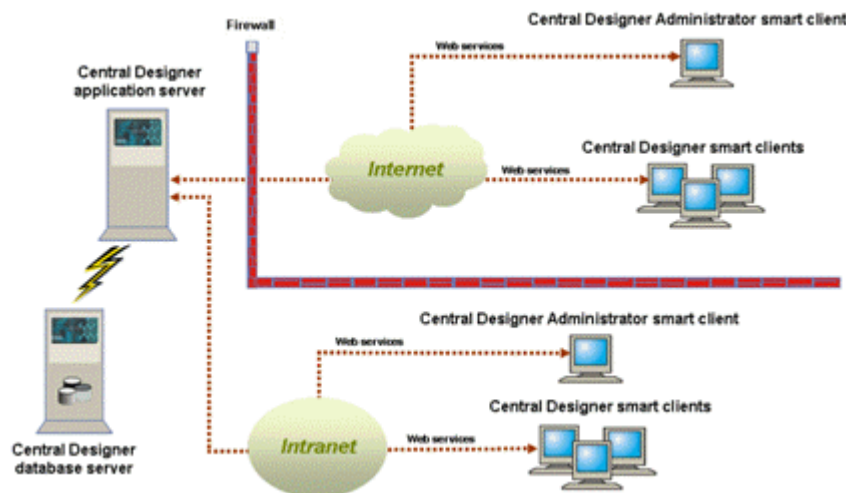 Central Designer Administrator smart client
Firewall
Web services
Central Designer
application server
Central Designer smart clients
Internet
Web services
Central Designer Administrator smart client
Web services
Central Designer smart clients
Intranet
Web services
Central Designer
database server